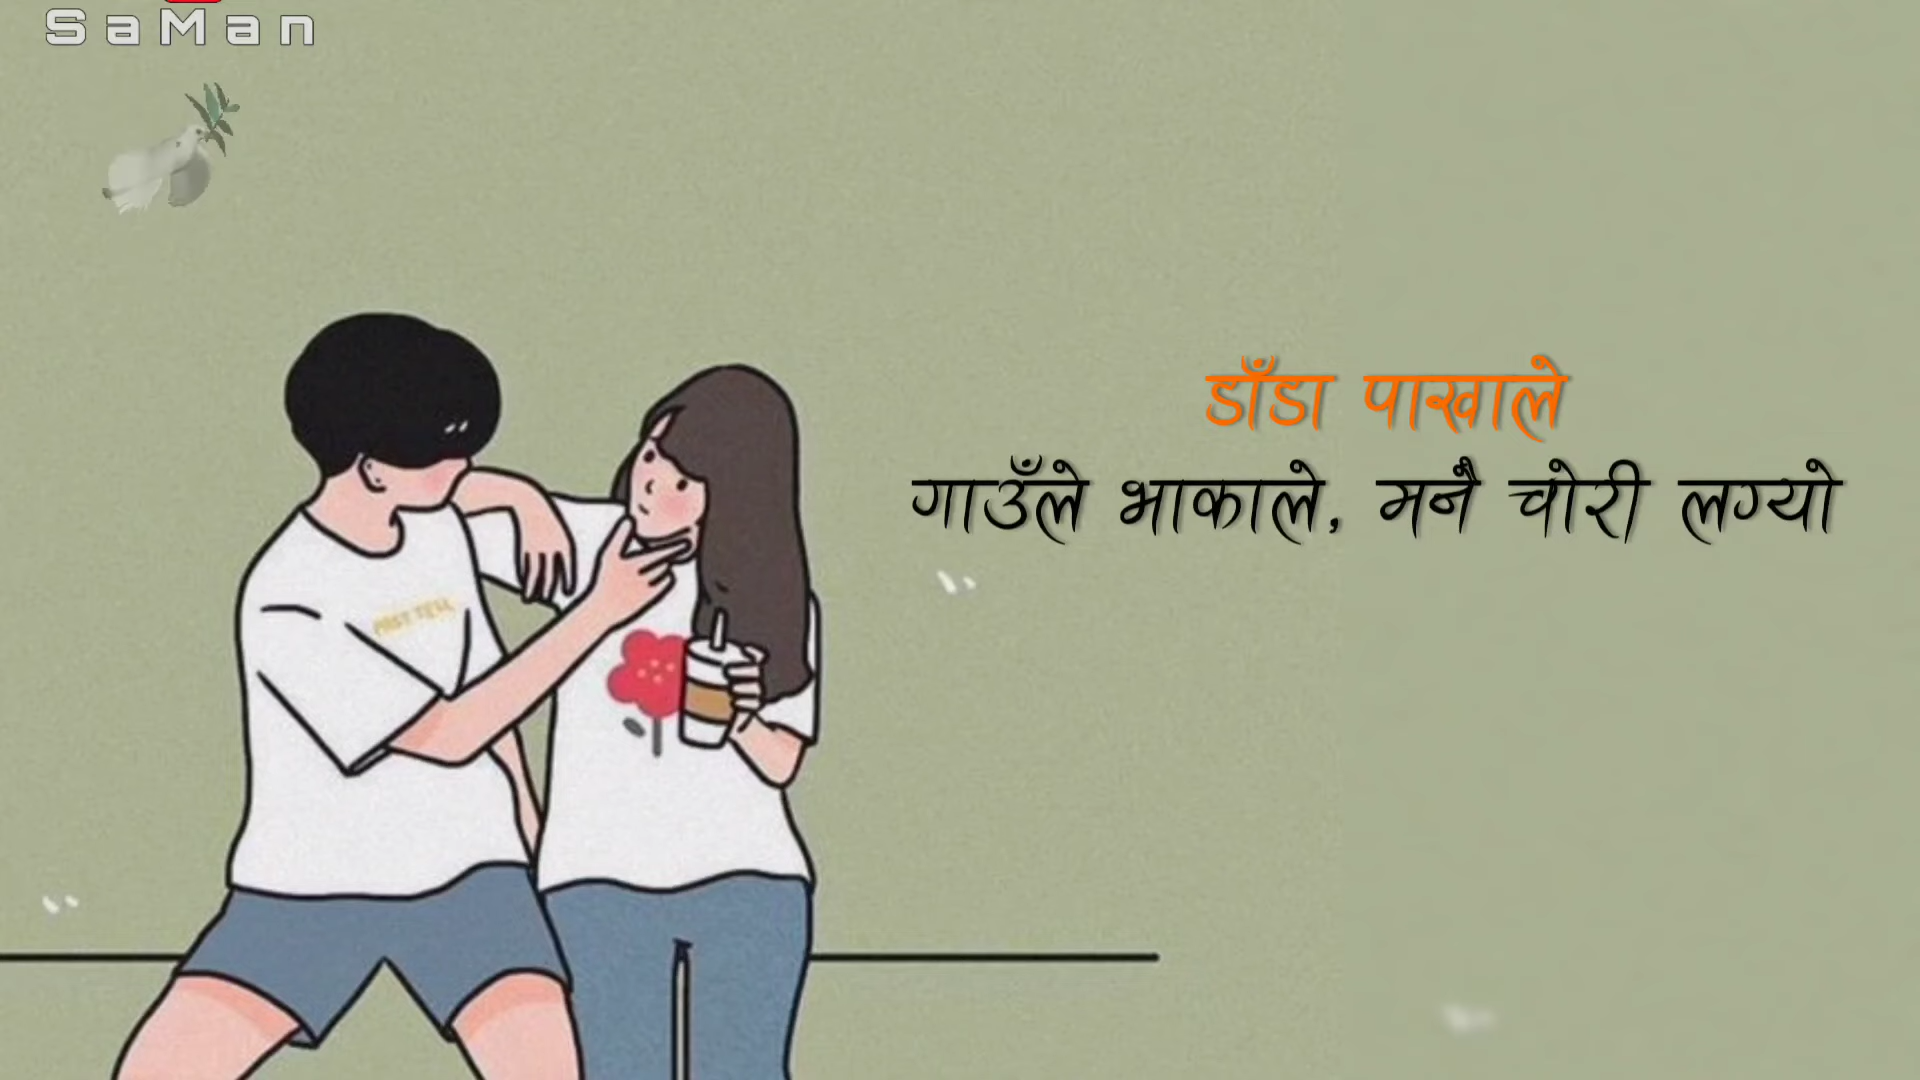 SaMan
डाँडा पाखाले
गाउँले भाकाले, मनै चोरी लग्यो